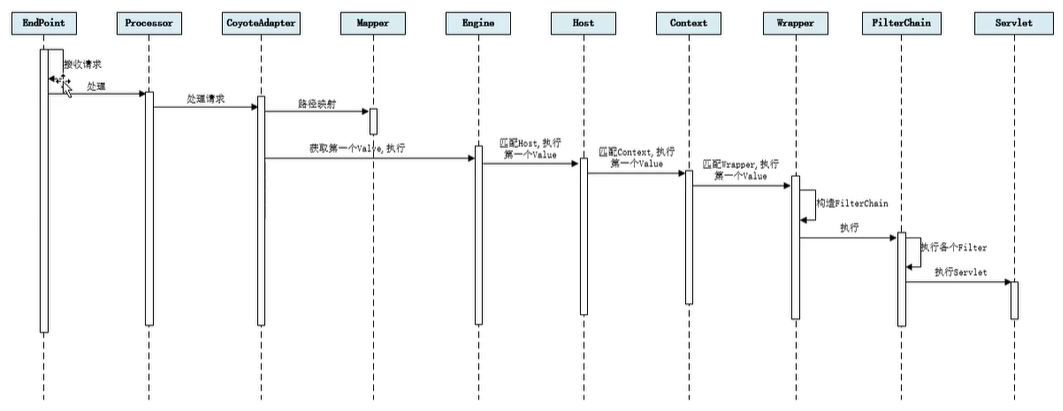 EndPoint
Processor
CoyoteAdapter
Mapper
Engine
Host
Context
Wrapper
FilterChain
Servlet
接收请求
处理
处理请求
路径映射
获取第一个Valve,执行
匹配Host,执行
第一个Value
匹配Context,执行
第一个Value
匹配Wrapper,执行
第一个Value
构造FilterChain
执行
执行各个Filter
执行Servlet